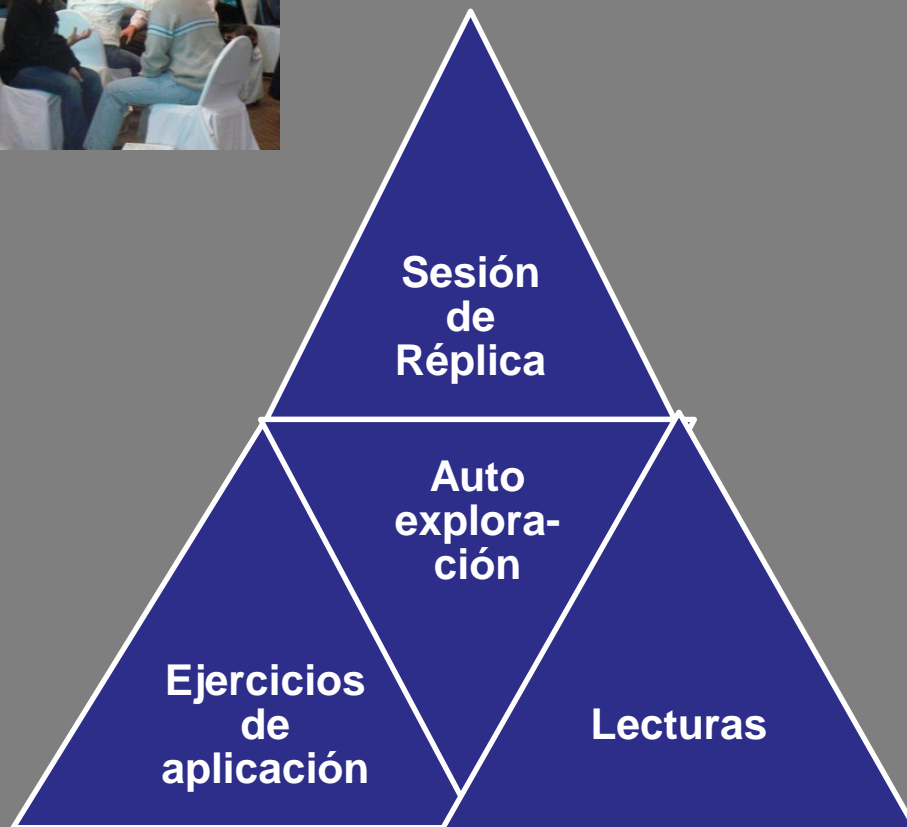 Sesión
de
Réplica
Auto
explora-
ción
Ejercicios
de
aplicación
Lecturas